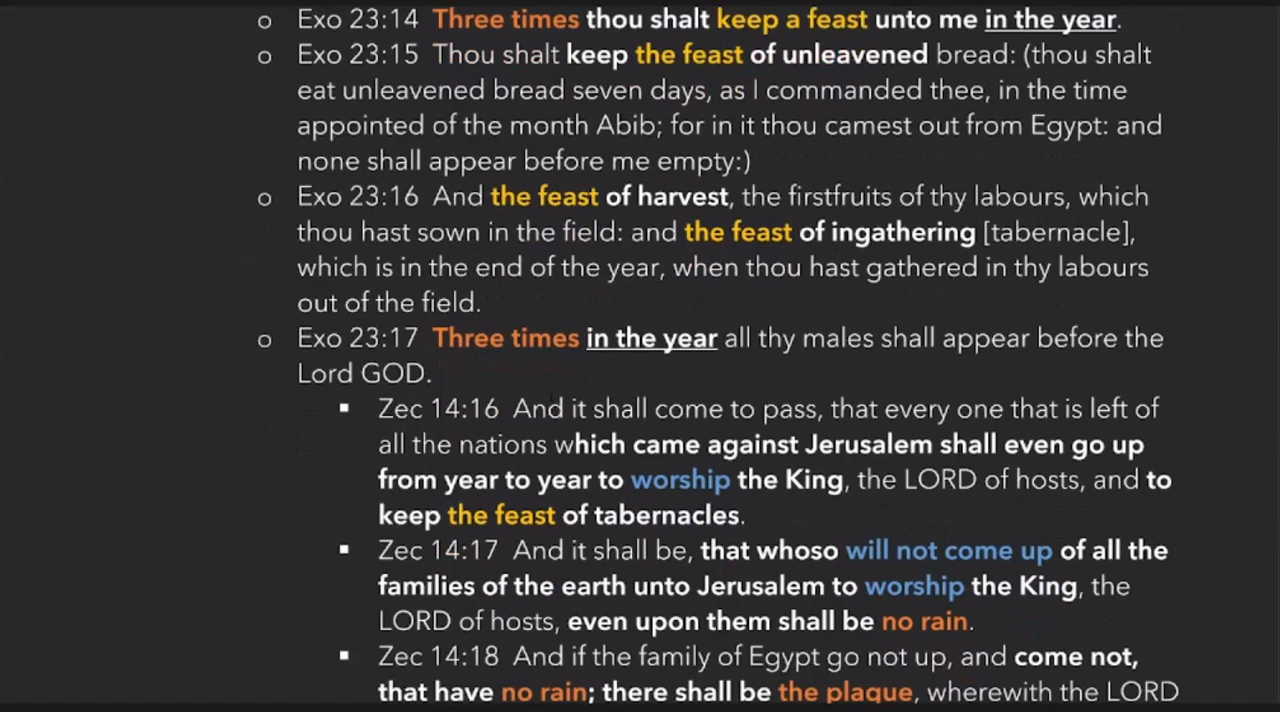 o Exo 23:14 Three times thou shalt keep a feast unto me in the year.
o Exo 23:15 Thou shalt keep the feast of unleavened bread: (thou shalt
eat unleavened bread seven days, as I commanded thee, in the time
appointed of the month Abib; for in it thou camest out from Egypt: and
none shall appear before me empty:)
o Exo 23:16 And the feast of harvest, the firstfruits of thy labours, which
thou hast sown in the field: and the feast of ingathering [tabernacle],
which is in the end of the year, when thou hast gathered in thy labours
out of the field.
o Exo 23:17 Three times in the year all thy males shall appear before the
Lord GOD.
▪ Zec 14:16 And it shall come to pass, that every one that is left of
all the nations which came against Jerusalem shall even go up
from year to year to worship the King, the LORD of hosts, and to
keep the feast of tabernacles.
▪ Zec 14:17 And it shall be, that whoso will not come up of all the
families of the earth unto Jerusalem to worship the King, the
LORD of hosts, even upon them shall be no rain.
▪ Zec 14:18 And if the family of Egypt go not up, and come not,
that have no rain; there shall be the plague, wherewith the LORD